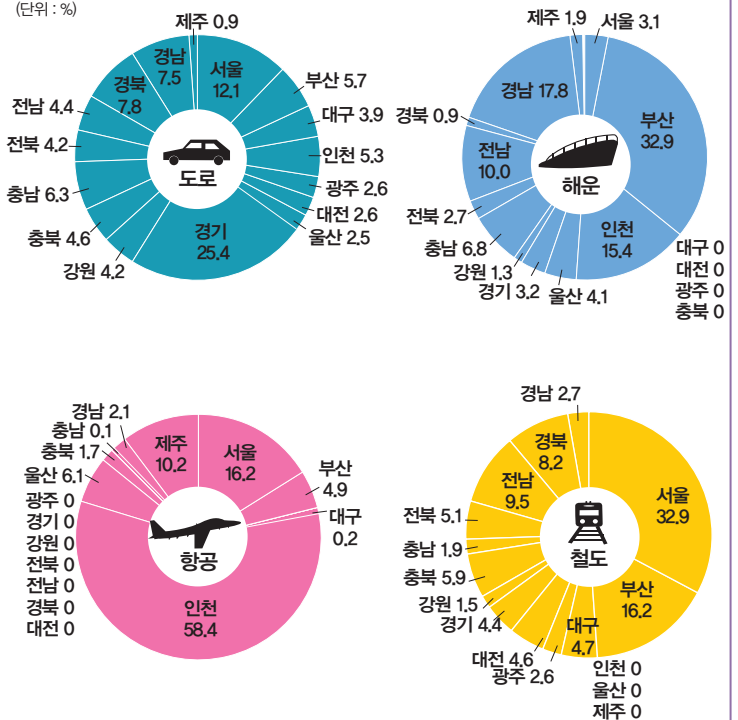 (단위 : %)
제주 0.9
서울
12.1
부산 5.7
대구 3.9
인천 5.3
광주 2.6
대전 2.6
울산 2.5
경기
25.4
강원 4.2
충북 4.6
충남 6.3
전북 4.2
전남 4.4
경북
7.8
경남
7.5
도로
제주 1.9
서울 3.1
부산
32.9
인천
15.4
대구 0
대전 0
광주 0
충북 0
울산 4.1
경기 3.2
강원 1.3
충남 6.8
전북 2.7
전남
10.0
경북 0.9
경남 17.8
해운
경남 2.1
충남 0.1
충북 1.7
울산 6.1
광주 0
경기 0
강원 0
전북 0
전남 0
경북 0
대전 0
제주
10.2
서울
16.2
부산
4.9
대구
0.2
인천
58.4
항공
경남 2.7
서울
32.9
부산
16.2
인천 0
울산 0
제주 0
대구
4.7
광주 2.6
대전 4.6
경기 4.4
강원 1.5
충북 5.9
충남 1.9
전북 5.1
전남
9.5
경북
8.2
철도